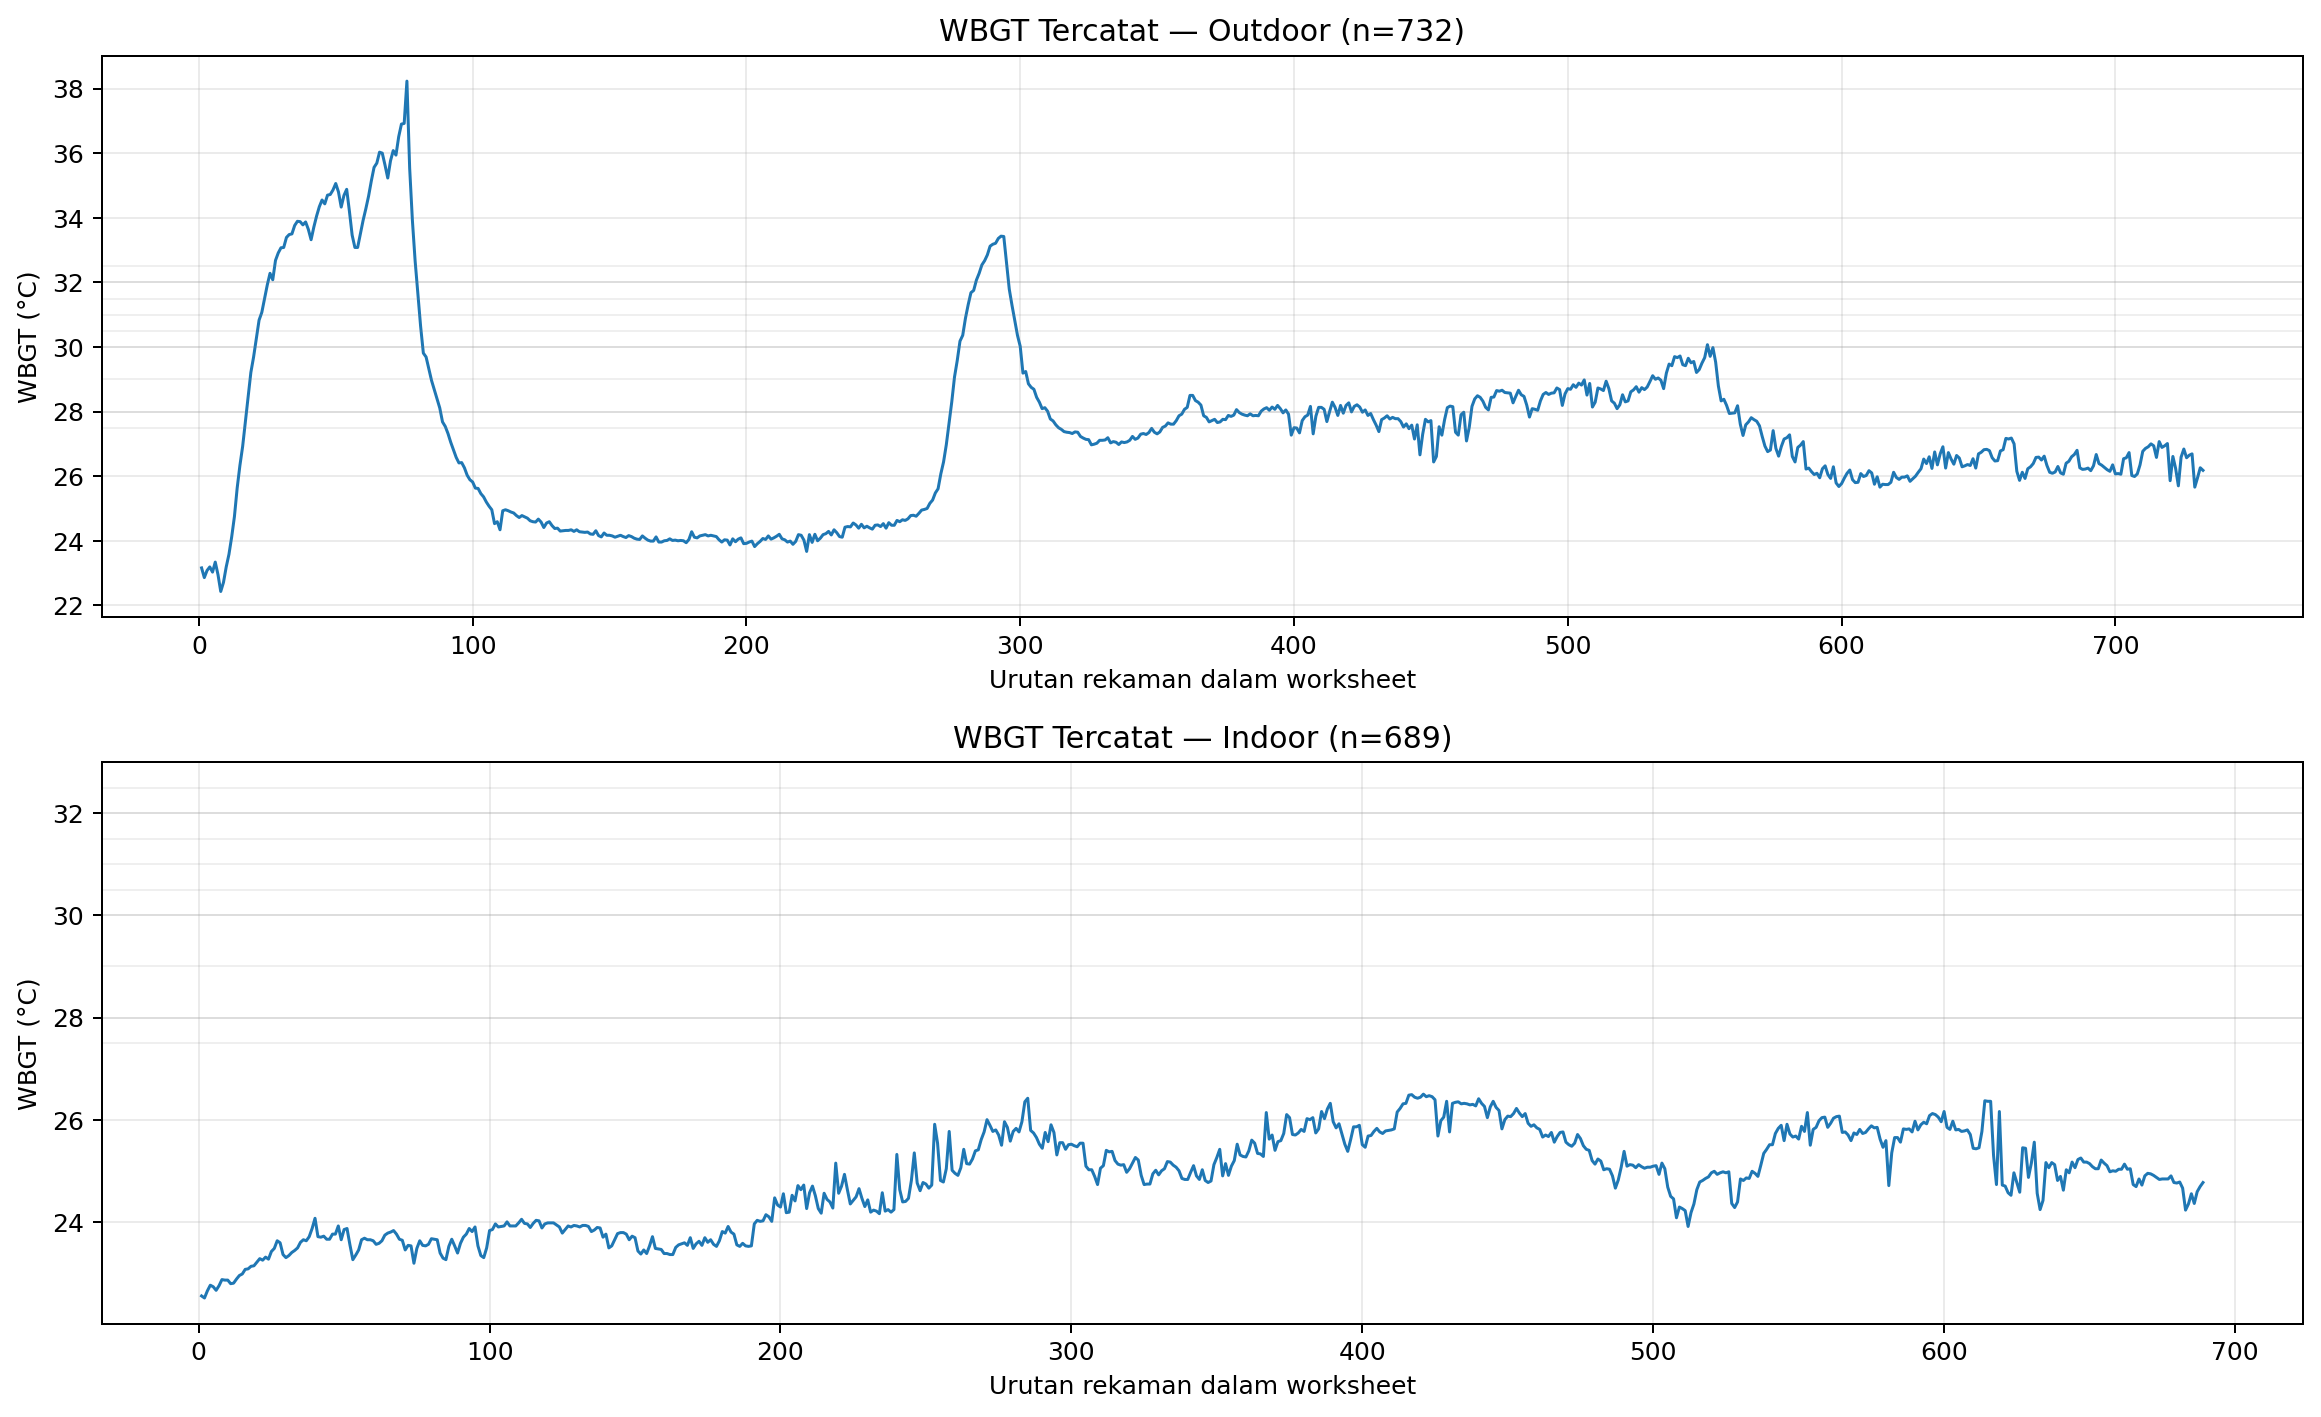 WBGT Tercatat — Outdoor (n=732)
WBGT (°C)
38
36
34
32
30
28
26
24
22
0 100 200 300 400 500 600 700
Urutan rekaman dalam worksheet
WBGT Tercatat — Indoor (n=689)
WBGT (°C)
32
30
28
26
24
0 100 200 300 400 500 600 700
Urutan rekaman dalam worksheet